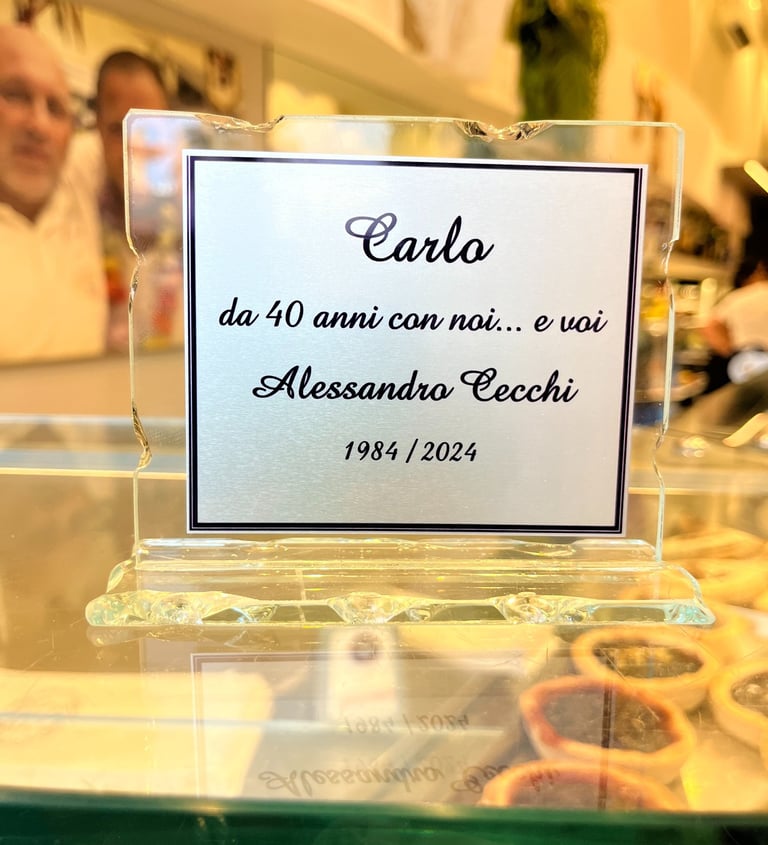 Carlo
da 40 anni con noi... e voi
Alessandro Cecchi
1984 / 2024